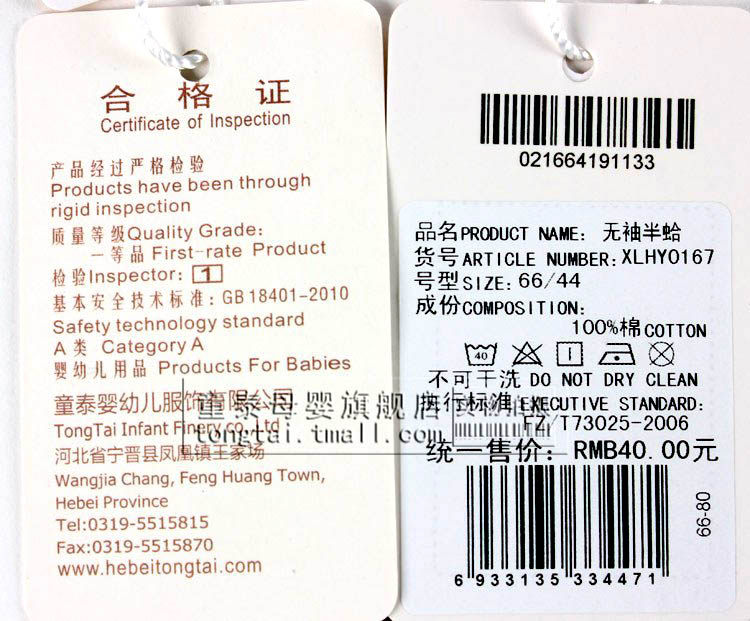 合格证
Certificate of Inspection
产品经过严格检验
Products have been through
rigid inspection
质量等级Quality Grade:
一等品 First-rate Product
检验Inspector: 1
基本安全技术标准: GB 18401-2010
Safety technology standard
A类 Category A
婴幼儿用品 Products For Babies
童泰婴幼儿服饰有限公司
TongTai Infant Finery co.,Ltd
河北省宁晋县凤凰镇王家场
Wangjia Chang, Feng Huang Town,
Hebei Province
Tel:0319-5515815
Fax:0319-5515870
www.hebeitongtai.com
童泰母婴旗舰店
tongtai.tmall.com
021664191133
品名PRODUCT NAME: 无袖半蛤
货号ARTICLE NUMBER: XLHY0167
号型SIZE: 66/44
成份COMPOSITION:
100%棉COTTON
40
不可干洗 DO NOT DRY CLEAN
执行标准: EXECUTIVE STANDARD:
FZ/T73025-2006
统一售价: RMB40.00元
66-80
6 933135 334471